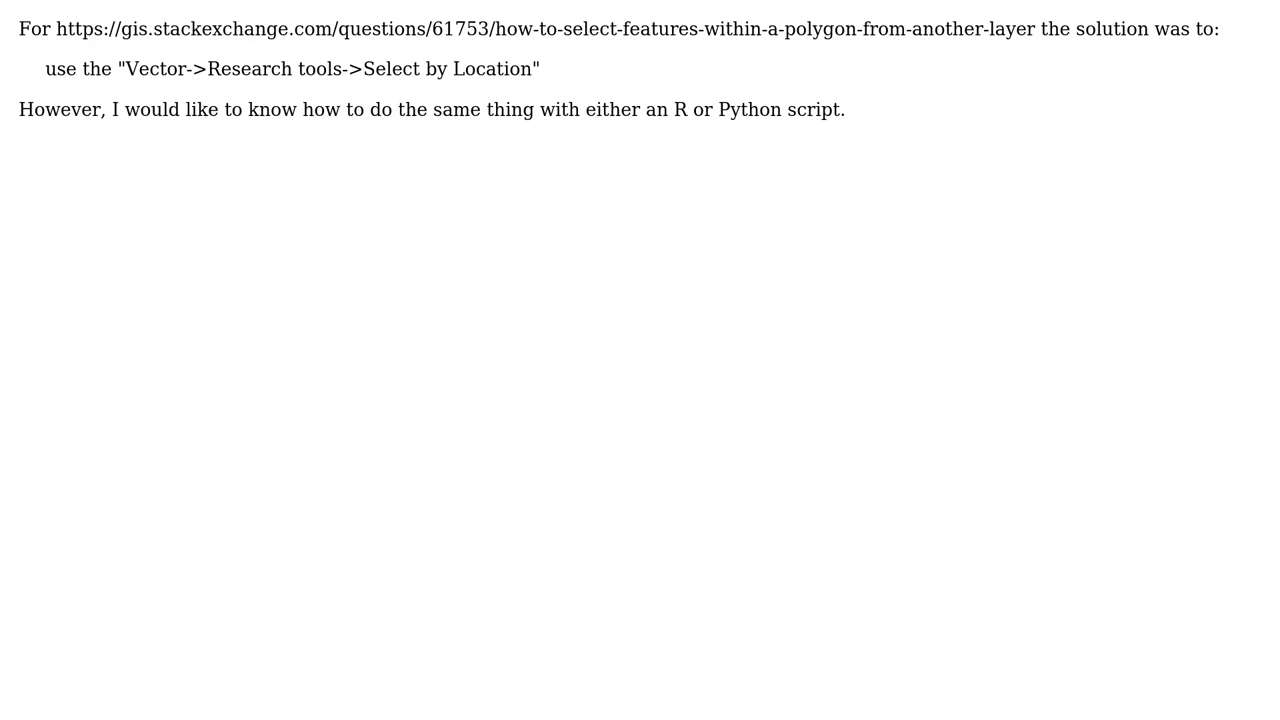 For https://gis.stackexchange.com/questions/61753/how-to-select-features-within-a-polygon-from-another-layer the solution was to:
use the "Vector->Research tools->Select by Location"
However, I would like to know how to do the same thing with either an R or Python script.